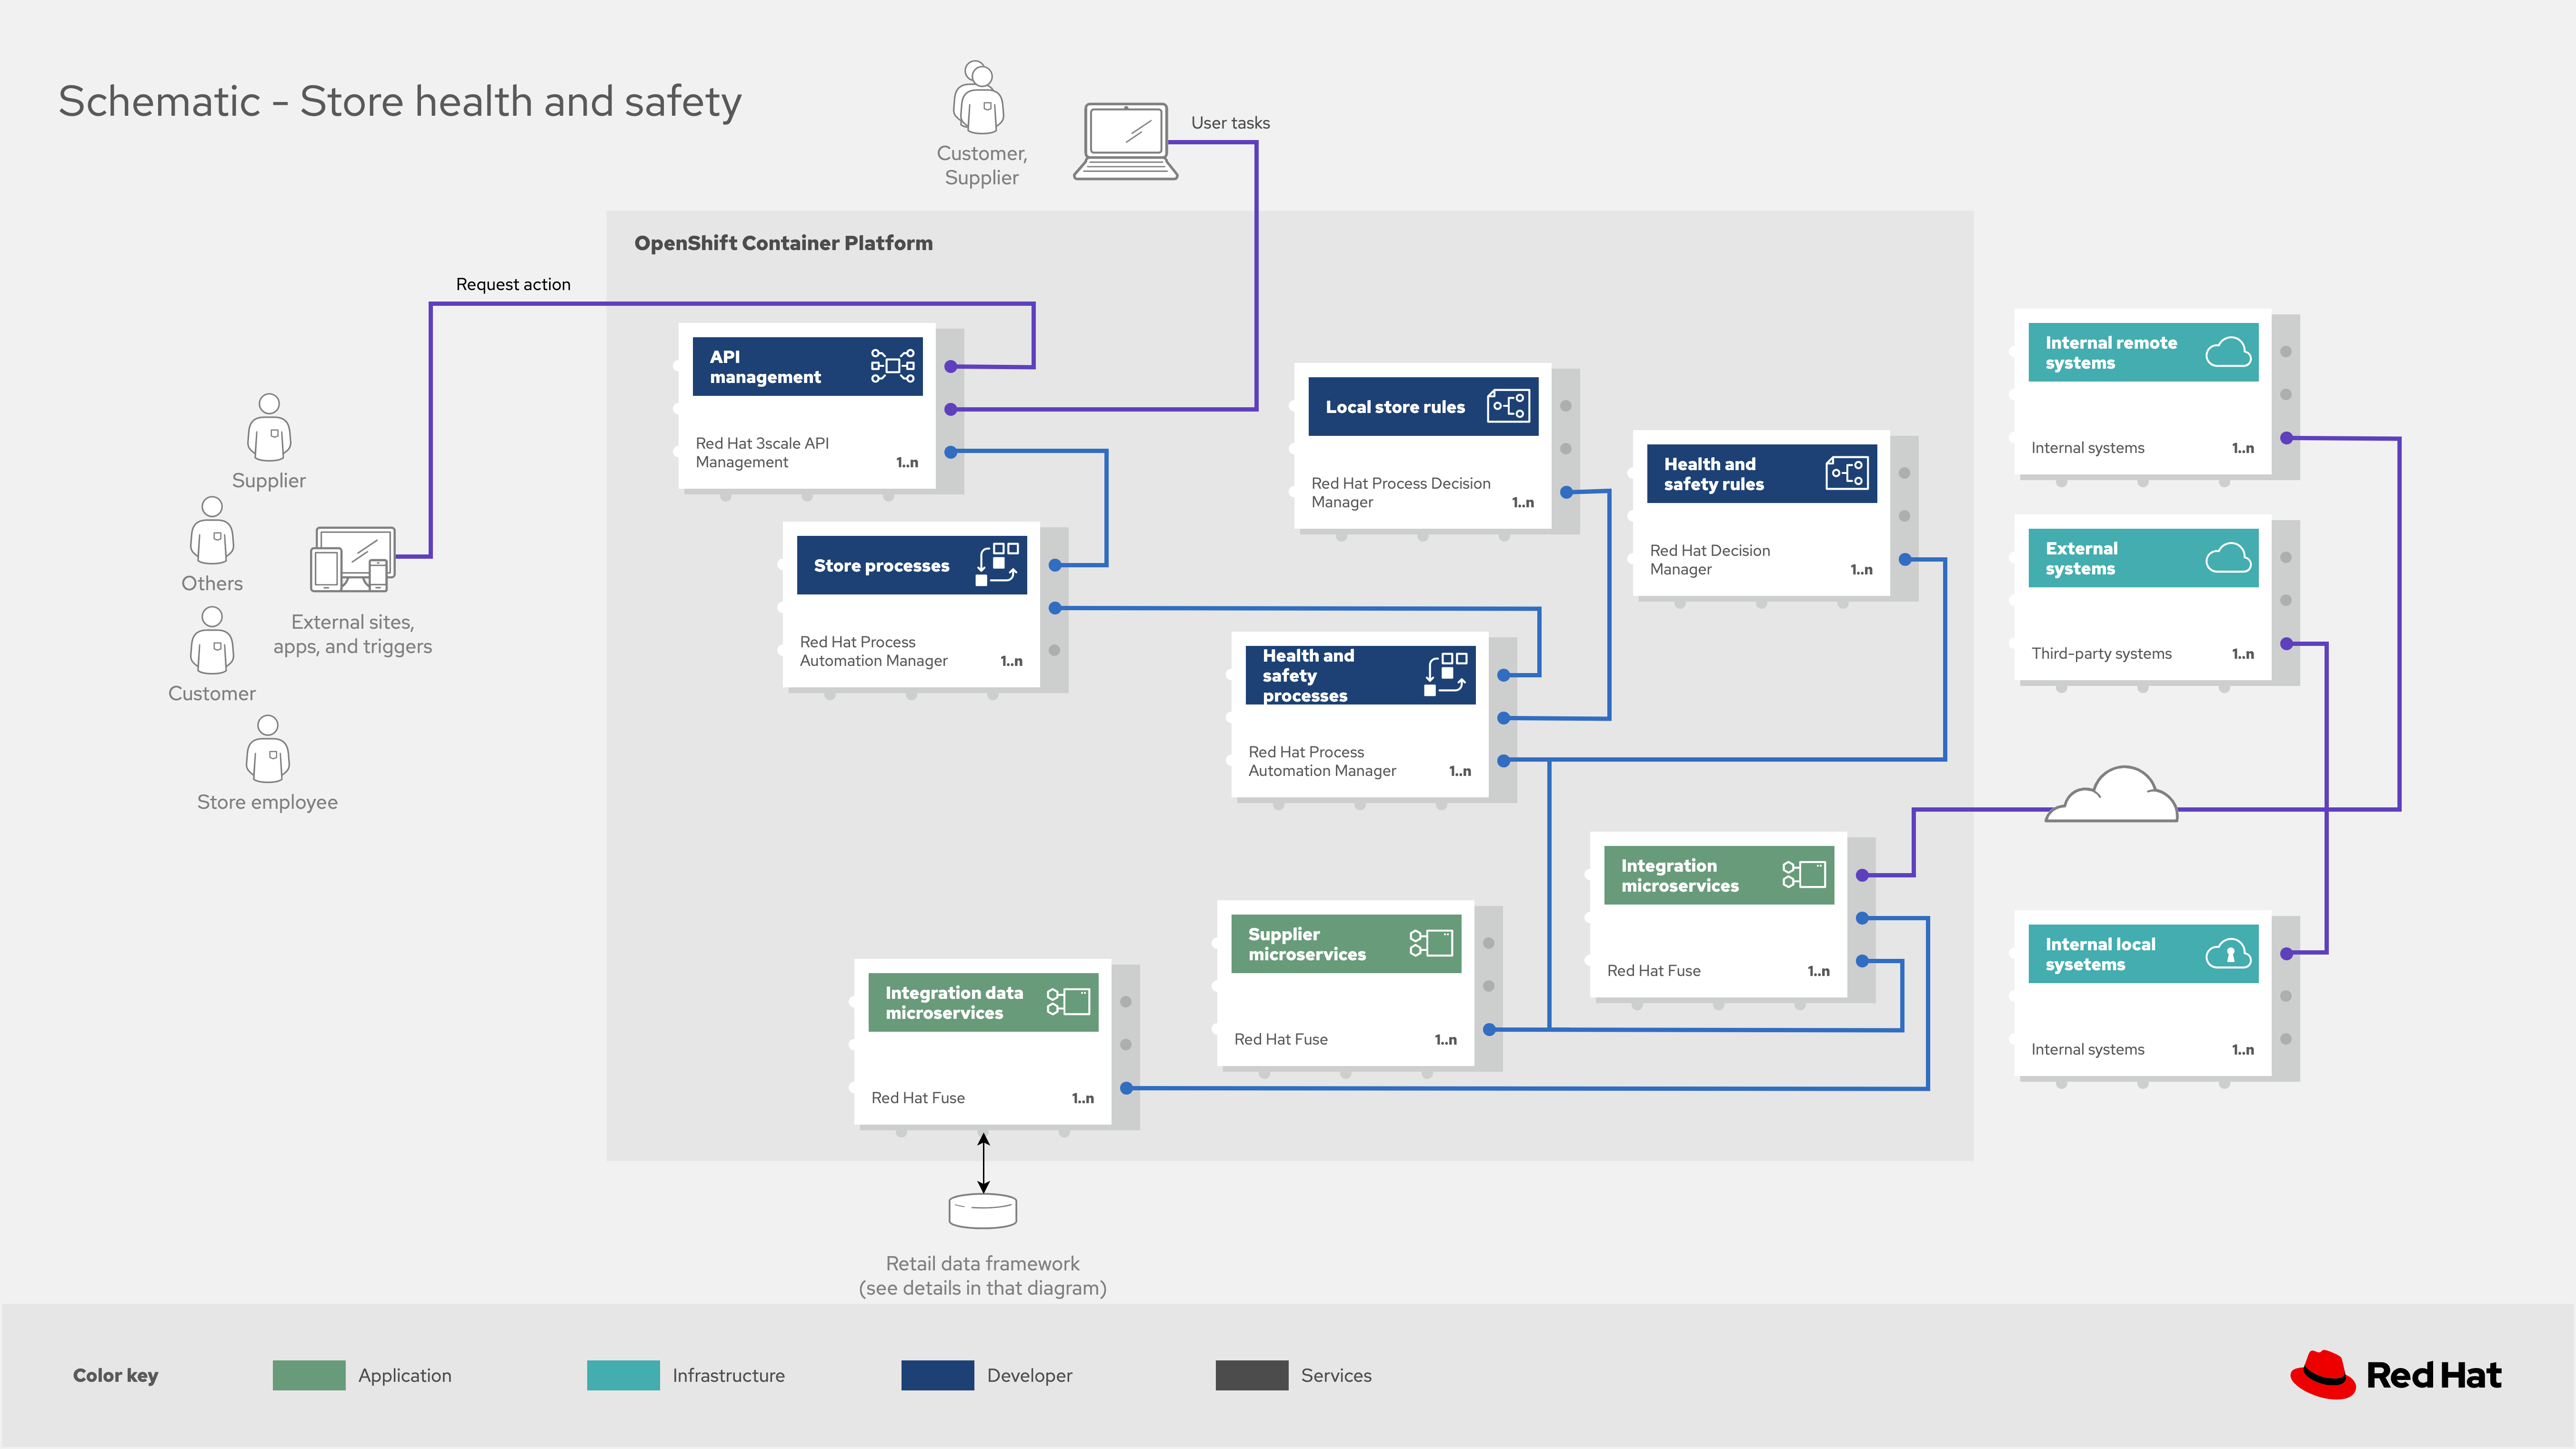 Schematic - Store health and safety
Customer,
Supplier
User tasks
OpenShift Container Platform
Request action
API
management
Red Hat 3scale API
Management
1..n
Local store rules
Red Hat Process Decision
Manager
1..n
Health and
safety rules
Red Hat Decision
Manager
1..n
Internal remote
systems
Internal systems
1..n
External
systems
Third-party systems
1..n
Supplier
Others
Customer
Store employee
External sites,
apps, and triggers
Store processes
Red Hat Process
Automation Manager
1..n
Health and
safety
processes
Red Hat Process
Automation Manager
1..n
Integration
microservices
Red Hat Fuse
1..n
Supplier
microservices
Red Hat Fuse
1..n
Integration data
microservices
Red Hat Fuse
1..n
Internal local
sysetems
Internal systems
1..n
Retail data framework
(see details in that diagram)
Color key
Application
Infrastructure
Developer
Services
Red Hat